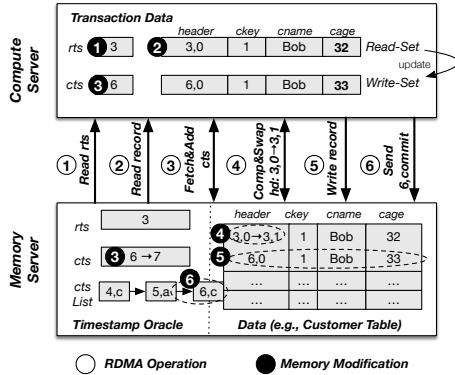 Compute Server
Transaction Data
header ckey cname cage
rts 1 3 2 3,0 1 Bob 32 Read-Set
update
cts 3 6 6,0 1 Bob 33 Write-Set
1 Read rts
2 Read record
3 Fetch&Add cts
4 Comp&Swap hd: 3,0→3,1
5 Write record
6 Send 6,commit
Memory Server
header ckey cname cage
rts 3
4 3,0→3,1 1 Bob 32
cts 3 6→7
5 6,0 1 Bob 33
6
... ... ... ...
cts List 4,c 5,a 6,c
... ... ... ...
Timestamp Oracle Data (e.g., Customer Table)
RDMA Operation Memory Modification